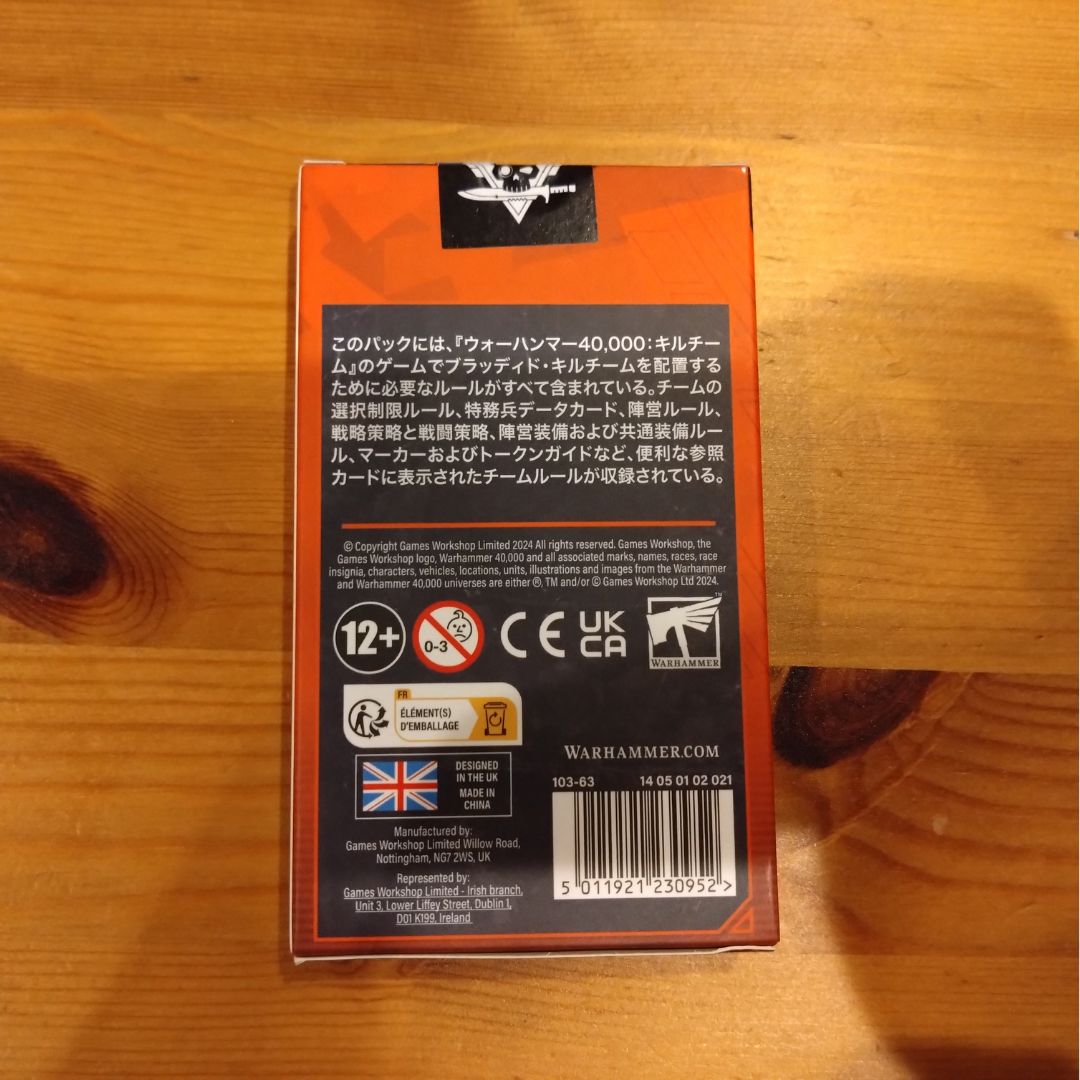 このパックには、『ウォーハンマー40,000：キルチー
ム』のゲームでブラッディド・キルチームを配置する
ために必要なルールがすべて含まれている。チームの
選択制限ルール、特務兵データカード、陣営ルール、
戦略策略と戦闘策略、陣営装備および共通装備ルー
ル、マーカーおよびトークンガイドなど、便利な参照
カードに表示されたチームルールが収録されている。
© Copyright Games Workshop Limited 2024 All rights reserved. Games Workshop, the
Games Workshop logo, Warhammer 40,000 and all associated marks, names, races, race
insignia, characters, vehicles, locations, units, illustrations and images from the Warhammer
and Warhammer 40,000 universes are either ®, TM and/or © Games Workshop Ltd 2024.
12+
0-3
CE
UK
CA
TM
WARHAMMER
FR
ÉLÉMENT(S)
D'EMBALLAGE
WARHAMMER.COM
DESIGNED
IN THE UK
MADE IN
CHINA
103-63 14 05 01 02 021
Manufactured by:
Games Workshop Limited Willow Road,
Nottingham, NG7 2WS, UK
Represented by:
Games Workshop Limited - Irish branch,
Unit 3, Lower Liffey Street, Dublin 1,
D01 K199, Ireland
5 011921 230952 >